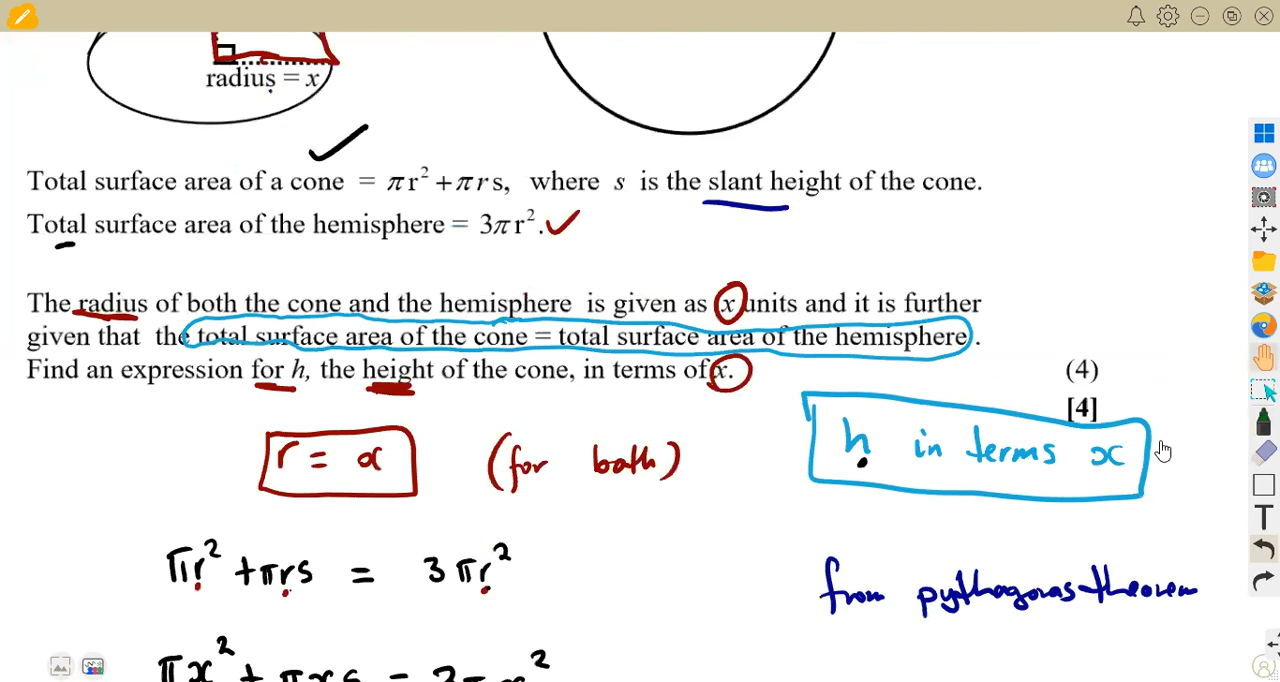 radius = x
Total surface area of a cone = πr² + πrs, where s is the slant height of the cone.
Total surface area of the hemisphere = 3πr².
The radius of both the cone and the hemisphere is given as x units and it is further
given that the total surface area of the cone = total surface area of the hemisphere.
Find an expression for h, the height of the cone, in terms of x. (4)
[4]
r = x (for both)
h in terms x
πr² + πrs = 3πr²
from pythagoras theorem
πx² + πxs = 3πx²
T